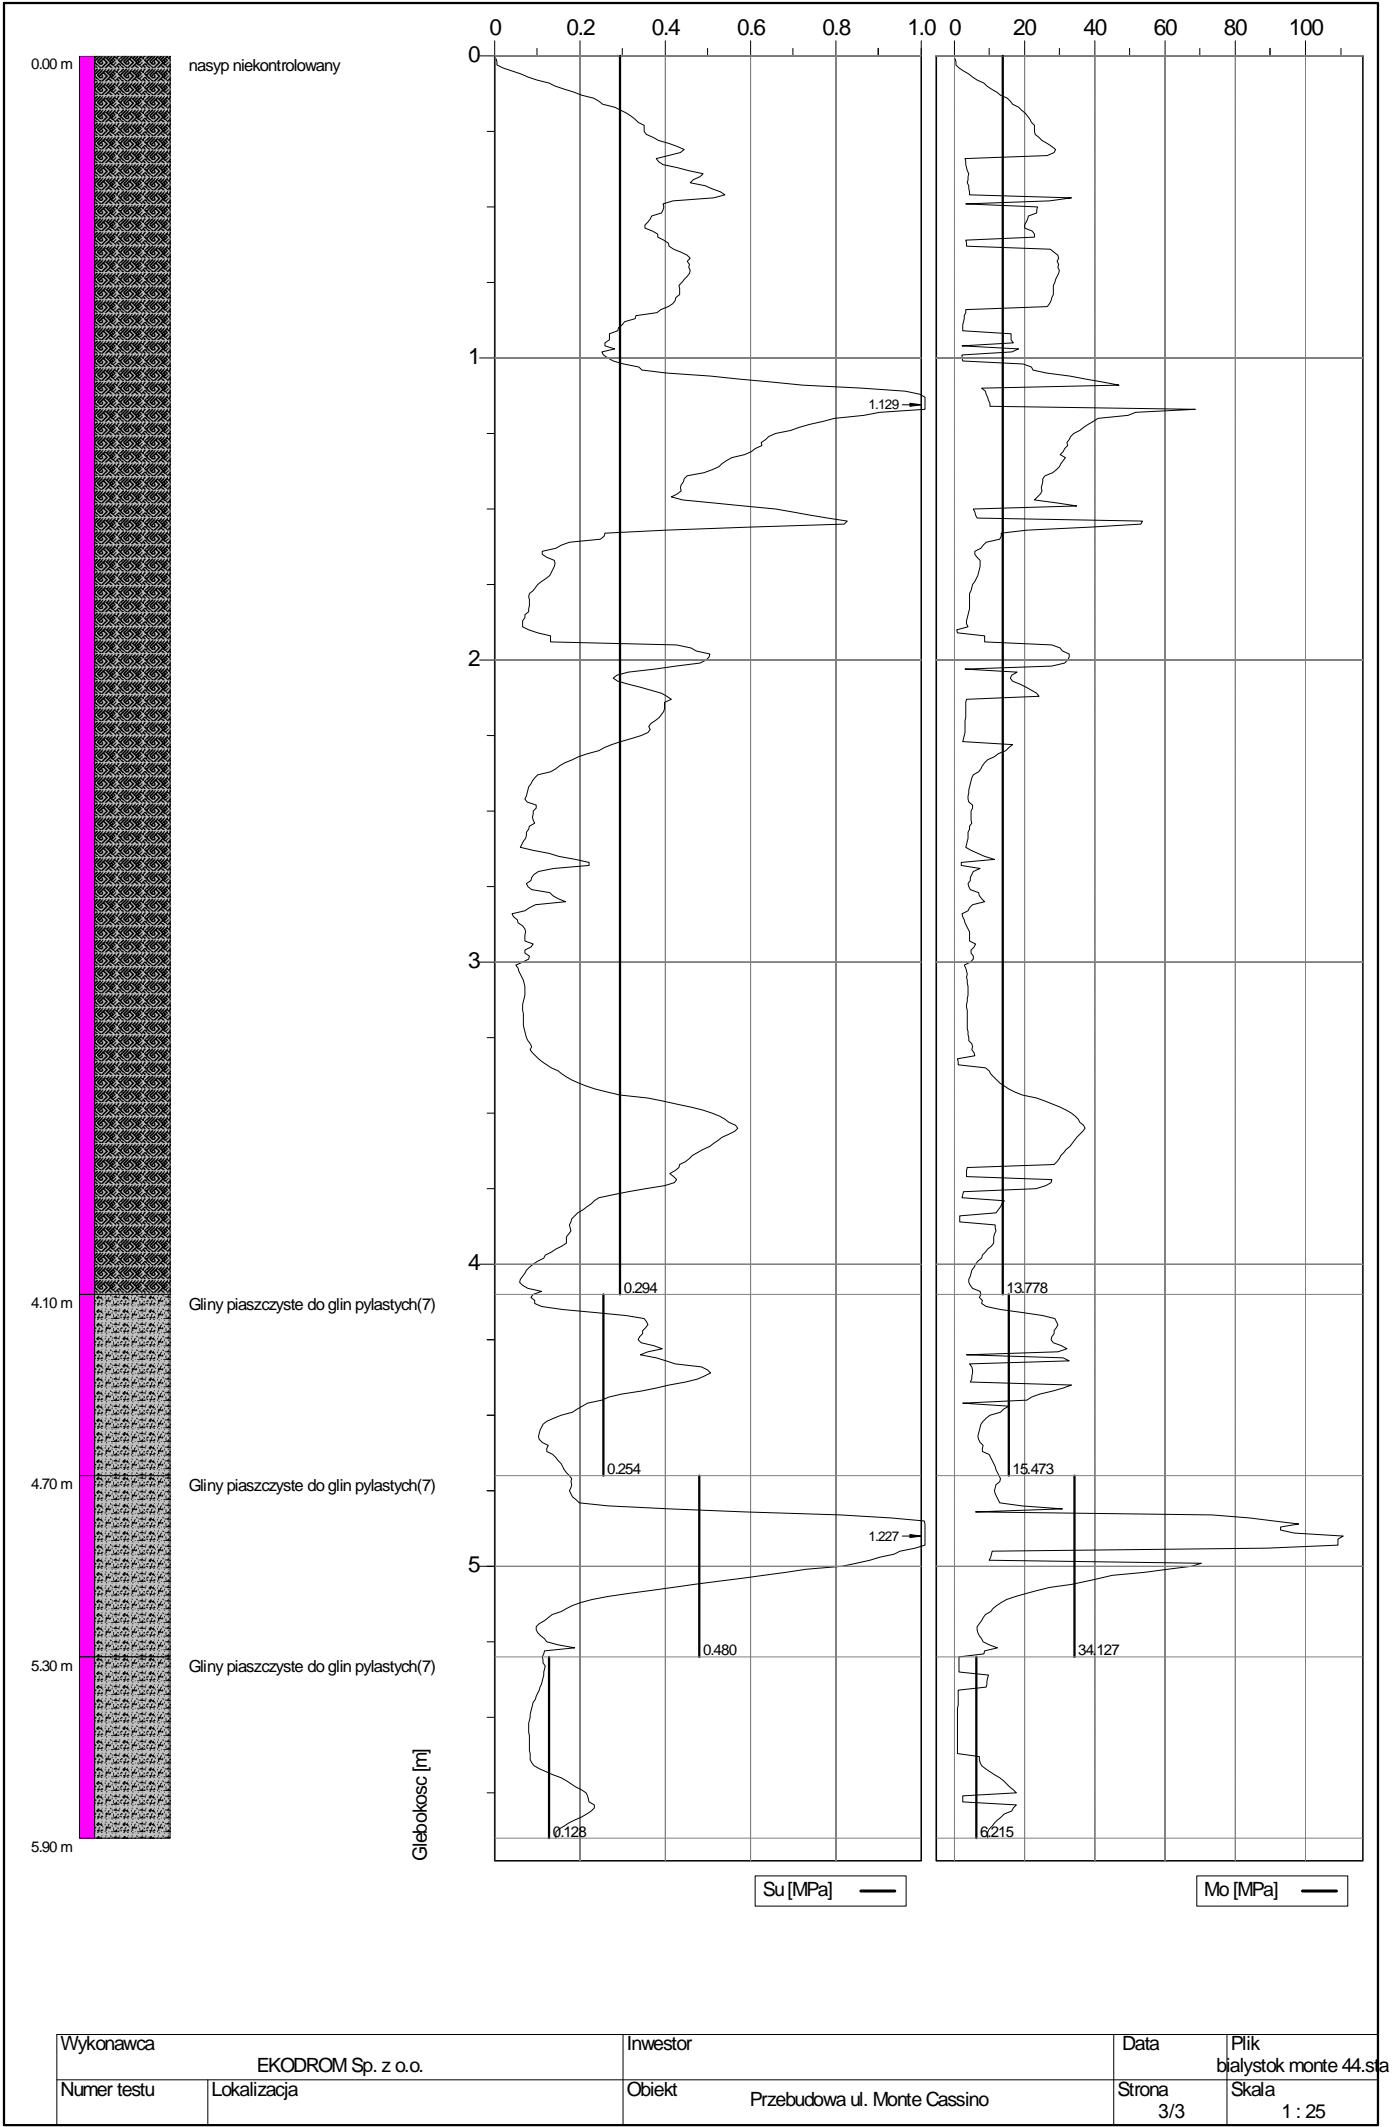 0 0.2 0.4 0.6 0.8 1.0 0 20 40 60 80 100
0
0.00 m nasyp niekontrolowany
1
1.129
2
3
4
0.294 13.778
4.10 m Gliny piaszczyste do glin pylastych(7)
0.254 15.473
4.70 m Gliny piaszczyste do glin pylastych(7)
1.227
5
0.480 34.127
5.30 m Gliny piaszczyste do glin pylastych(7)
Glebokosc [m]
0.128 6.215
5.90 m
Su [MPa] Mo [MPa]
Wykonawca Inwestor Data Plik
EKODROM Sp. z o.o. bialystok monte 44.sta
Numer testu Lokalizacja Obiekt Przebudowa ul. Monte Cassino Strona Skala
3/3 1 : 25